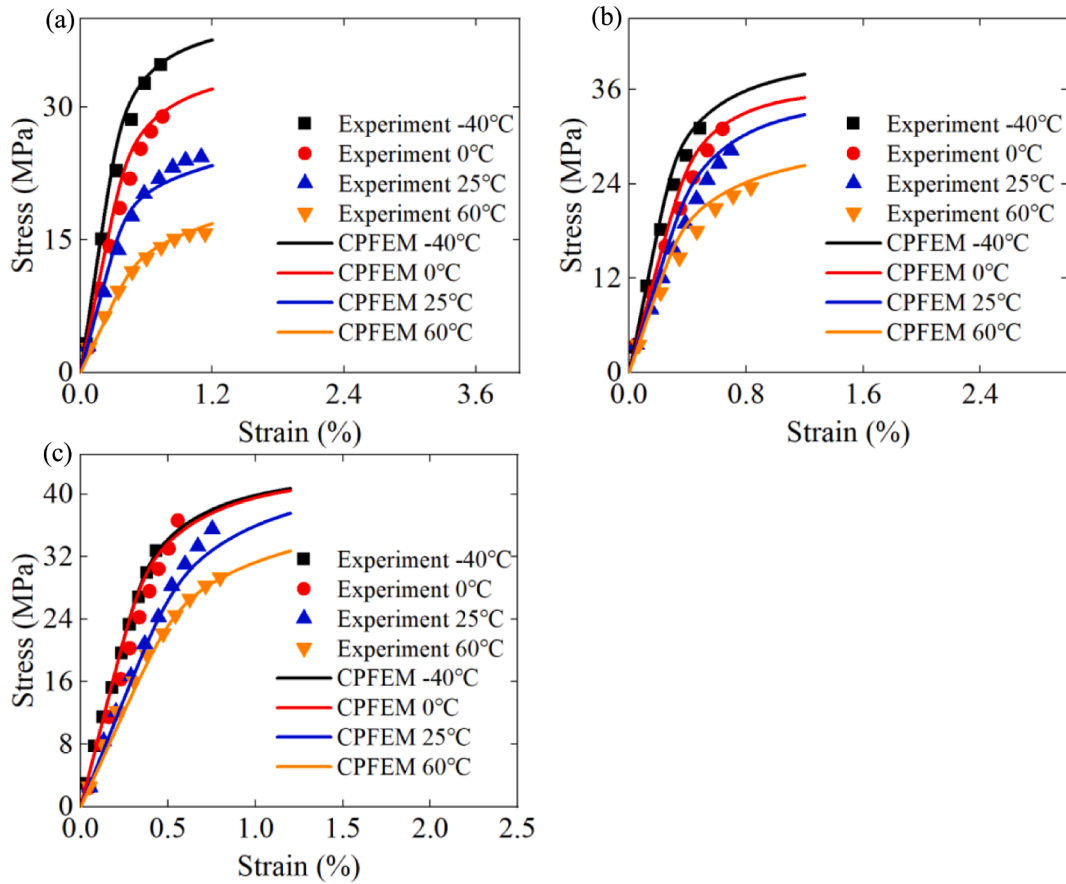 (a)
30
15
0
Stress (MPa)
Experiment -40℃
Experiment 0℃
Experiment 25℃
Experiment 60℃
CPFEM -40℃
CPFEM 0℃
CPFEM 25℃
CPFEM 60℃
0.0 1.2 2.4 3.6
Strain (%)
(b)
36
24
12
0
Stress (MPa)
Experiment -40℃
Experiment 0℃
Experiment 25℃
Experiment 60℃
CPFEM -40℃
CPFEM 0℃
CPFEM 25℃
CPFEM 60℃
0.0 0.8 1.6 2.4
Strain (%)
(c)
40
32
24
16
8
0
Stress (MPa)
Experiment -40℃
Experiment 0℃
Experiment 25℃
Experiment 60℃
CPFEM -40℃
CPFEM 0℃
CPFEM 25℃
CPFEM 60℃
0.0 0.5 1.0 1.5 2.0 2.5
Strain (%)